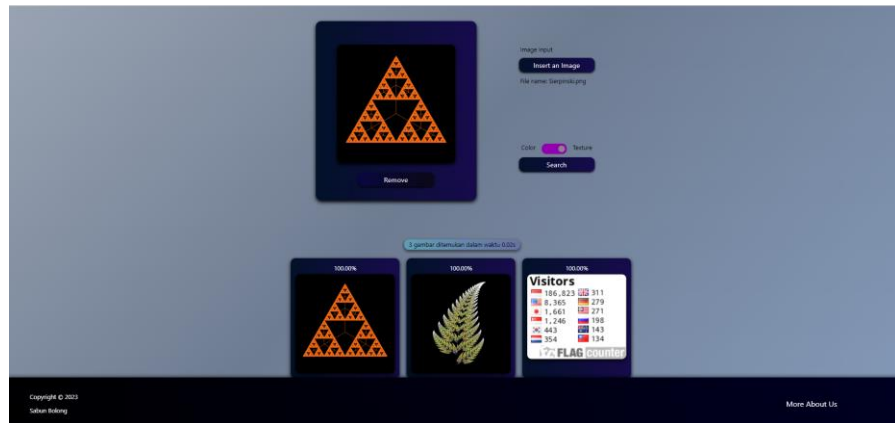 Image input
Insert an Image
File name: Sierpinski.png
Color Texture
Search
Remove
3 gambar ditemukan dalam waktu 0.02s
100.00% 100.00% 100.00%
Visitors
186,823 311
8,365 279
1,661 271
1,246 198
443 143
354 134
FLAG counter
Copyright © 2023
Sabun Bolong
More About Us